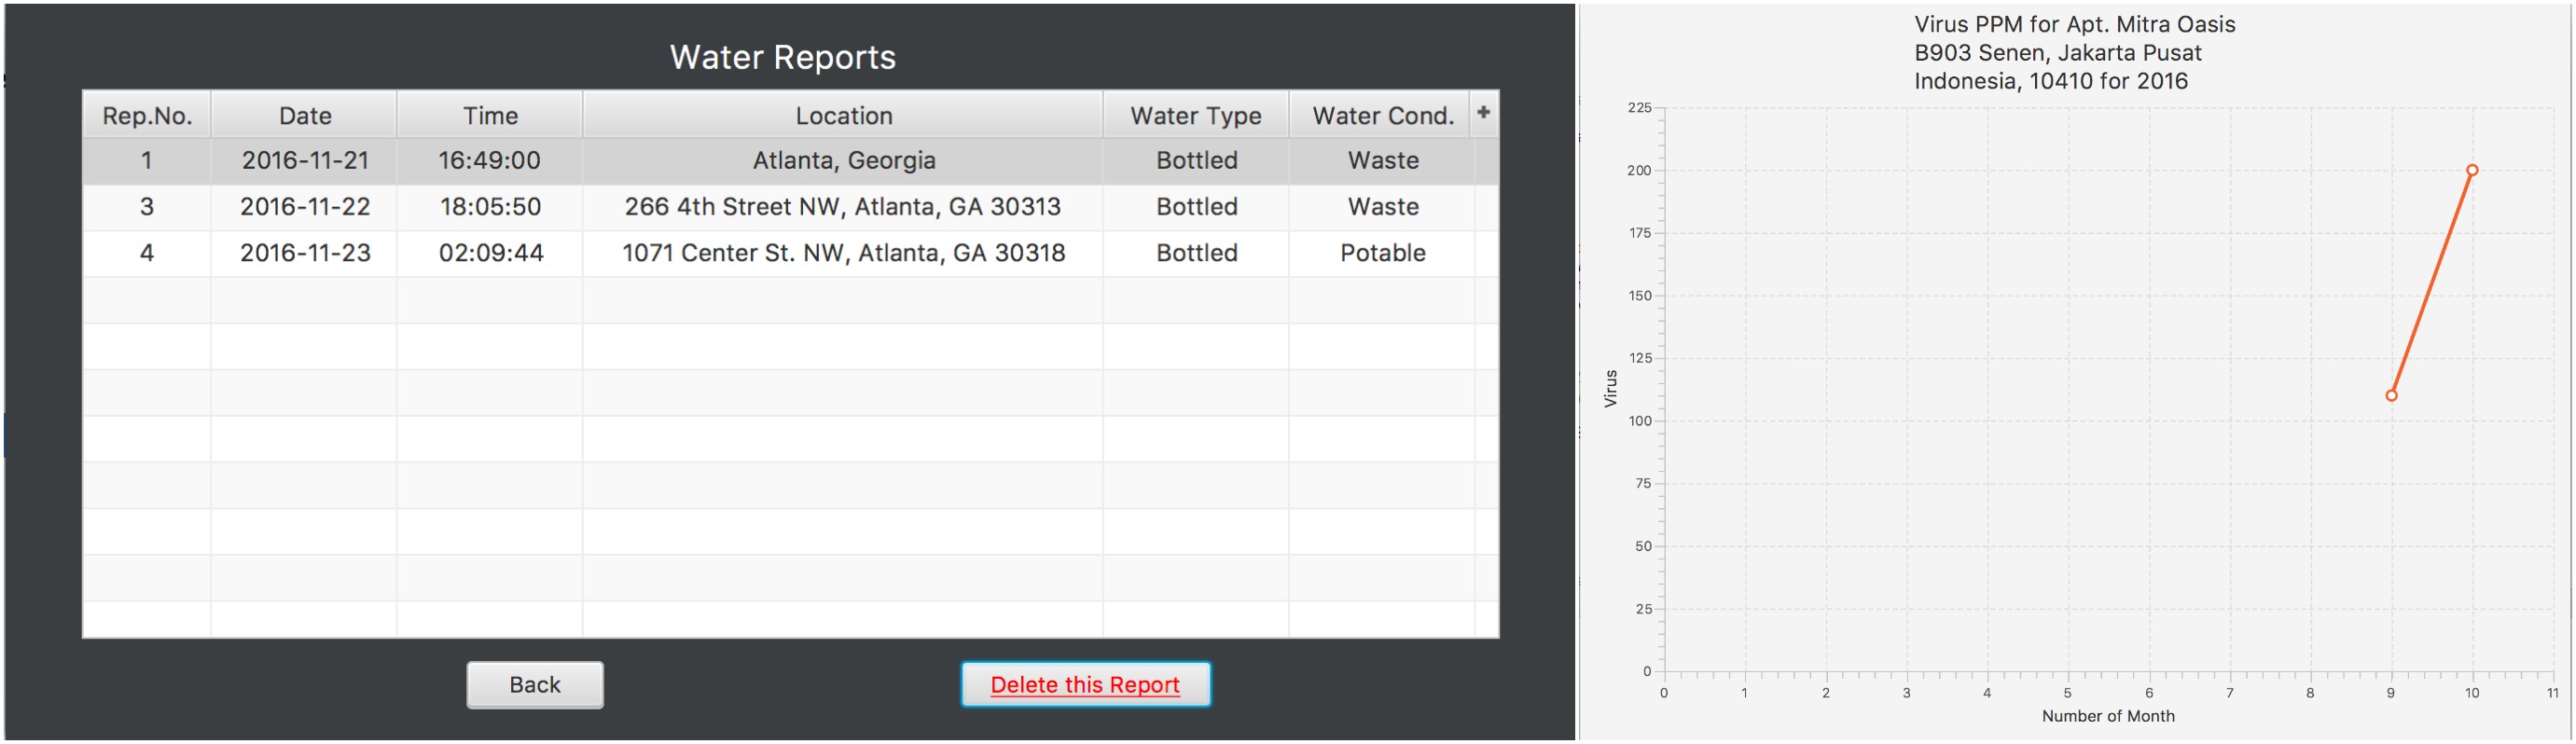 Water Reports
Rep.No. Date Time Location Water Type Water Cond. +
1 2016-11-21 16:49:00 Atlanta, Georgia Bottled Waste
3 2016-11-22 18:05:50 266 4th Street NW, Atlanta, GA 30313 Bottled Waste
4 2016-11-23 02:09:44 1071 Center St. NW, Atlanta, GA 30318 Bottled Potable
Back Delete this Report
Virus PPM for Apt. Mitra Oasis
B903 Senen, Jakarta Pusat
Indonesia, 10410 for 2016
225
200
175
150
125
100
75
50
25
0
Virus
0 1 2 3 4 5 6 7 8 9 10 11
Number of Month